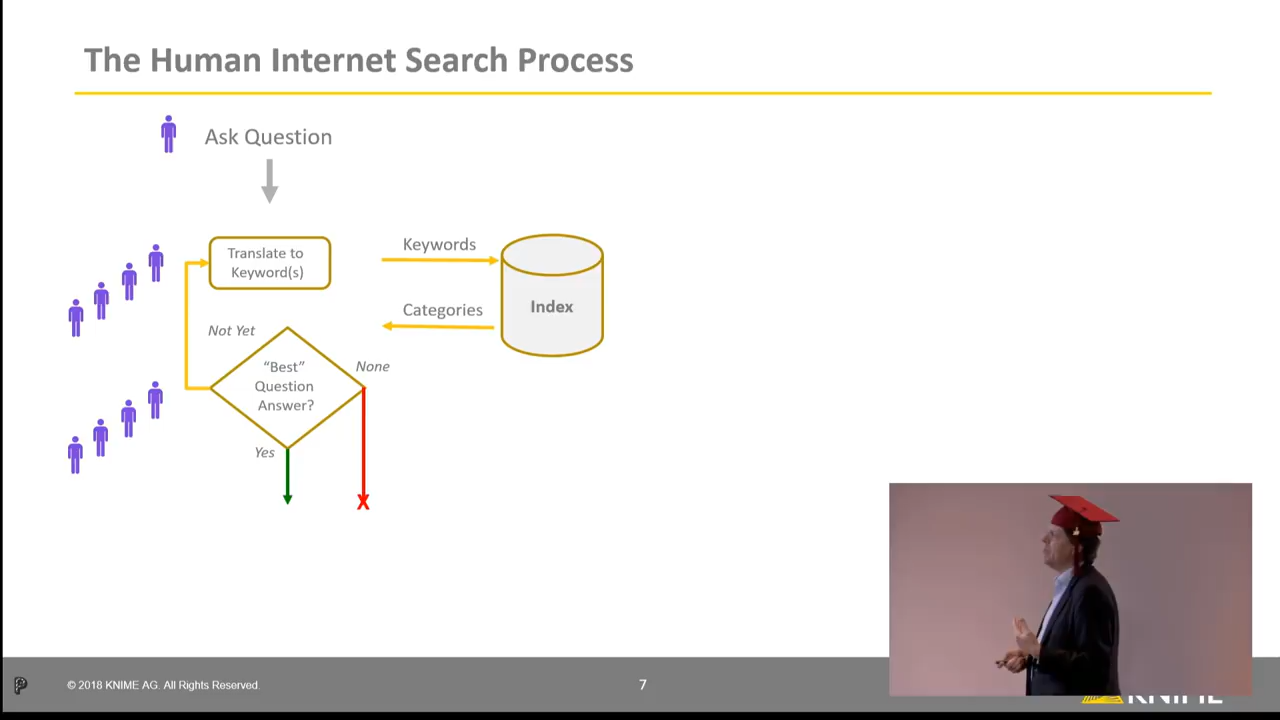 The Human Internet Search Process
Ask Question
Translate to
Keyword(s)
Keywords
Index
Categories
Not Yet
None
“Best”
Question
Answer?
Yes
X
© 2018 KNIME AG. All Rights Reserved.
7
KNIME